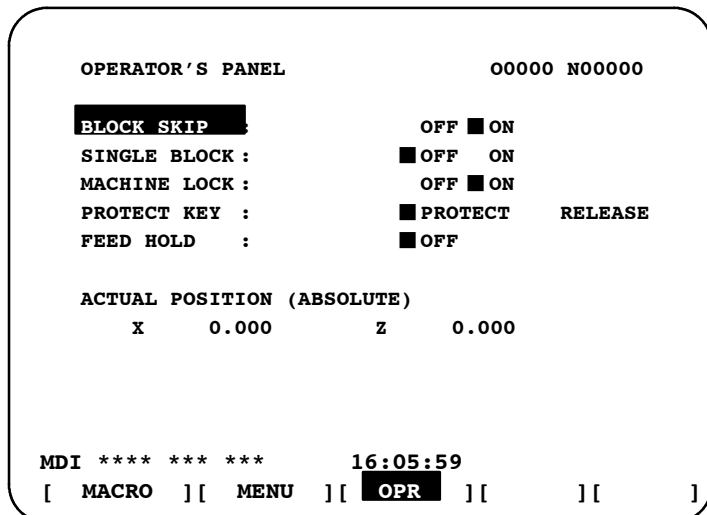 OPERATOR’S PANEL O0000 N00000
BLOCK SKIP : OFF ■ ON
SINGLE BLOCK : ■ OFF ON
MACHINE LOCK : OFF ■ ON
PROTECT KEY : ■ PROTECT RELEASE
FEED HOLD : ■ OFF
ACTUAL POSITION (ABSOLUTE)
X 0.000 Z 0.000
MDI **** *** *** 16:05:59
[ MACRO ][ MENU ][ OPR ][ ][ ]